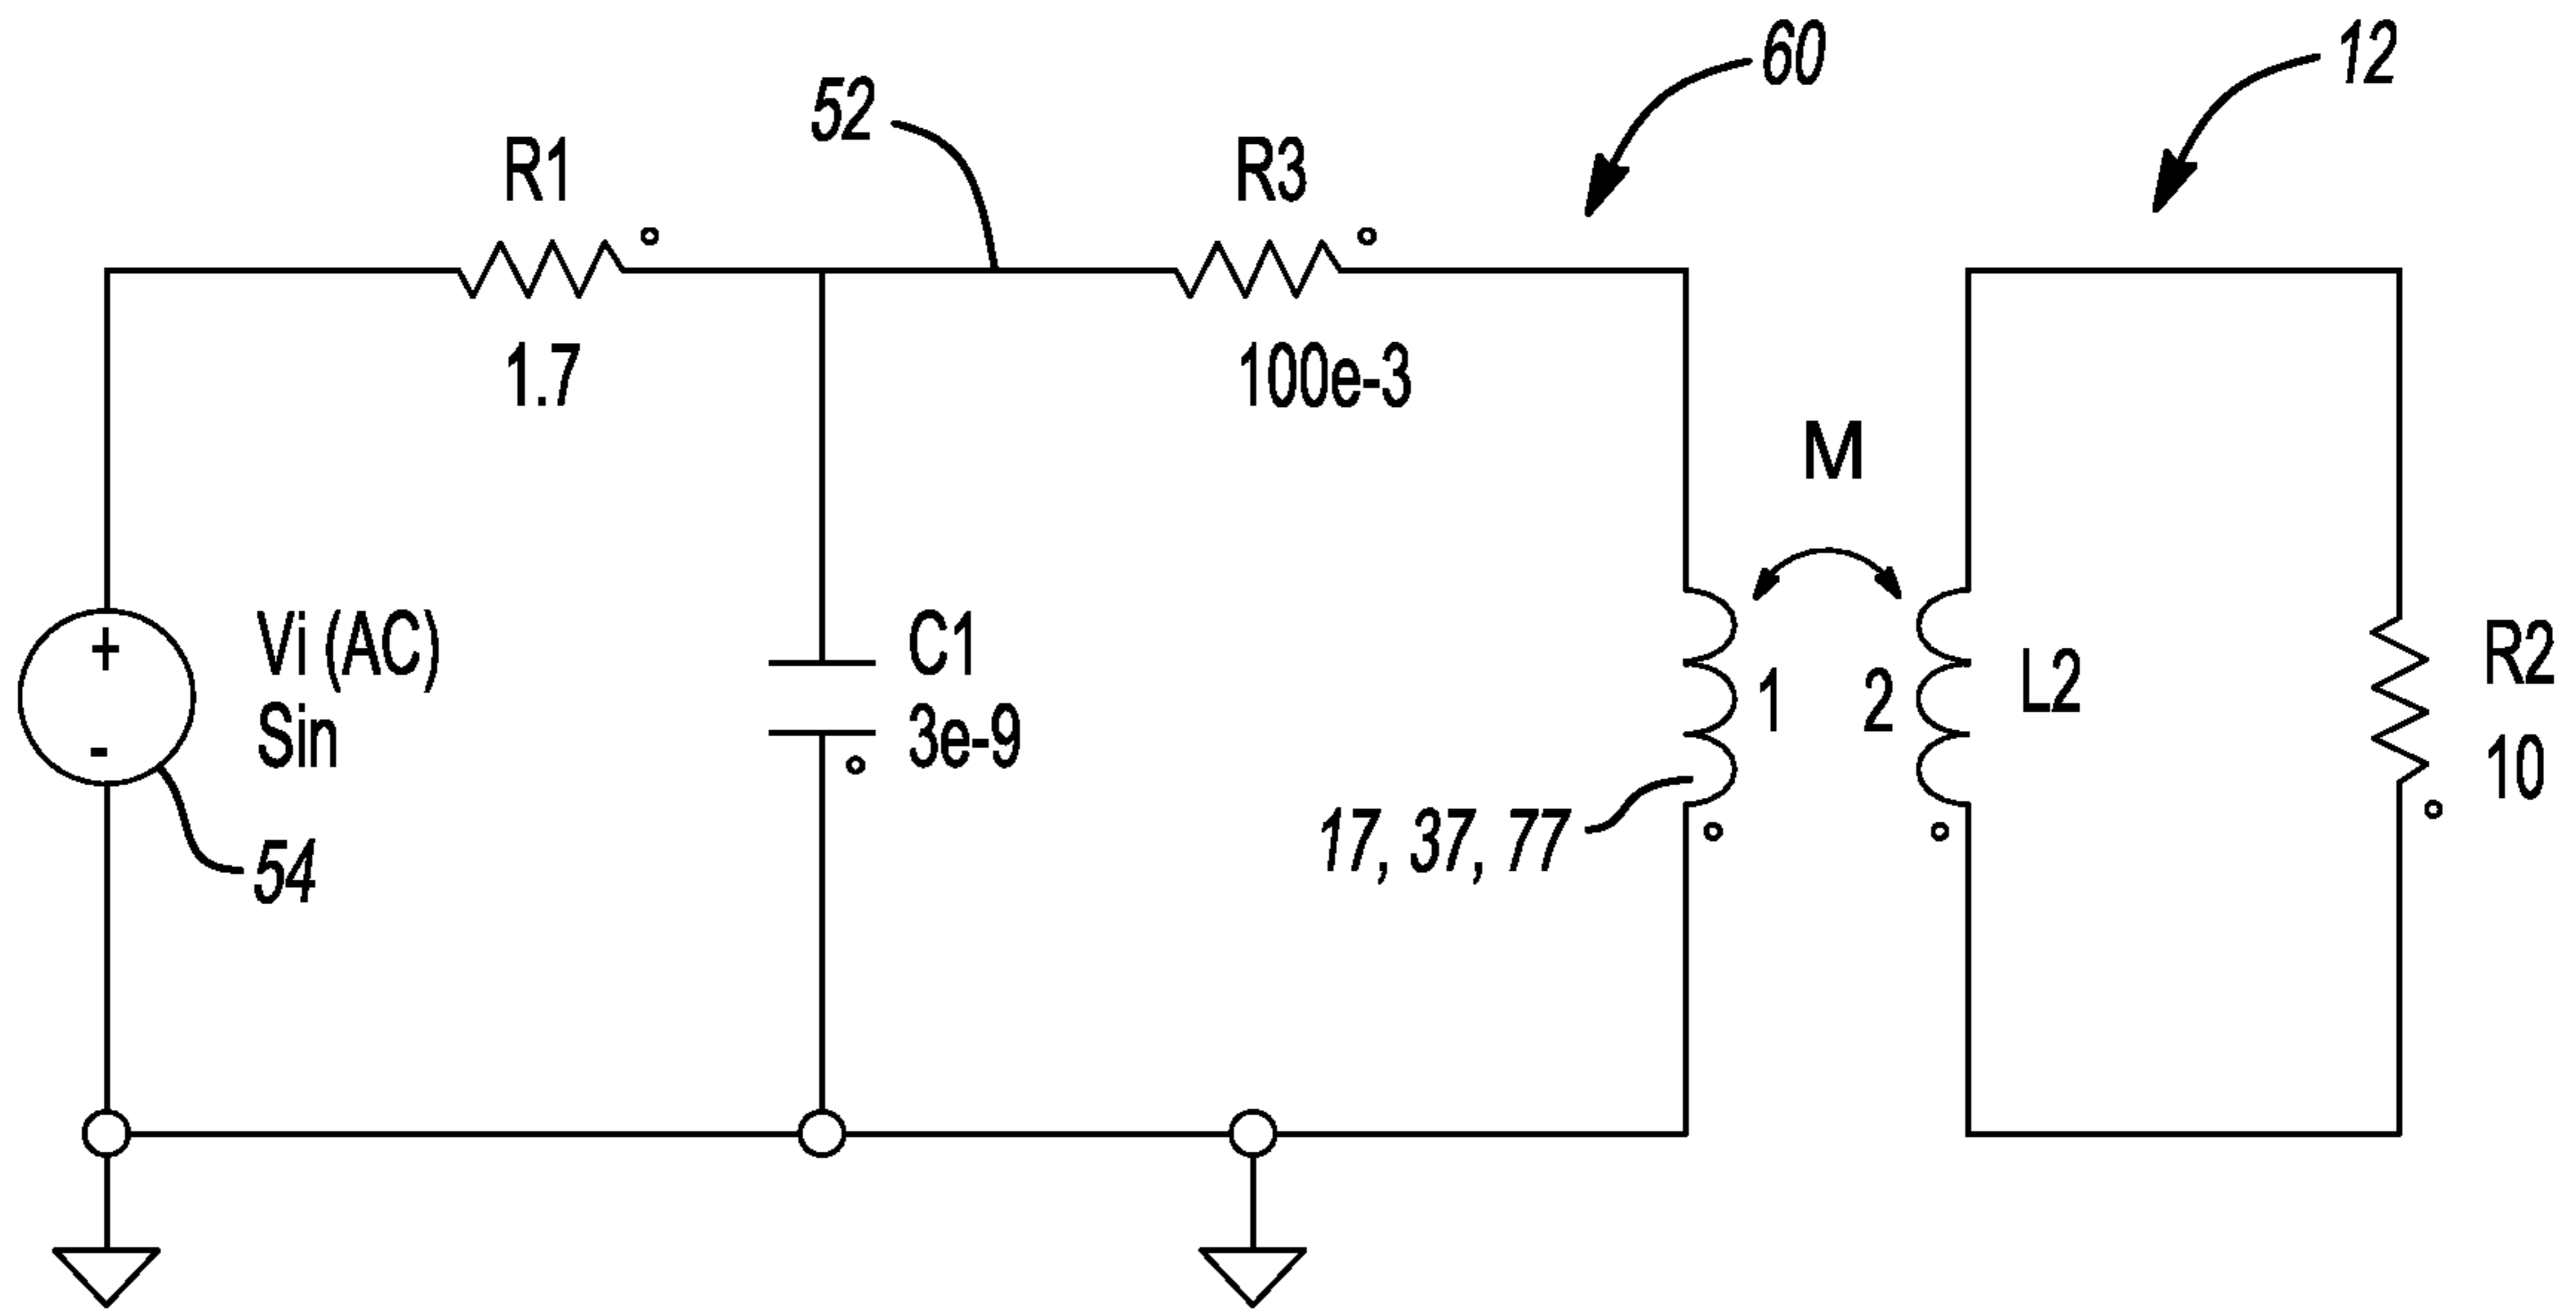 60
12
52
R1
R3
1.7
100e-3
M
+
Vi (AC)
Sin
-
C1
3e-9
1
2
L2
R2
10
17, 37, 77
54